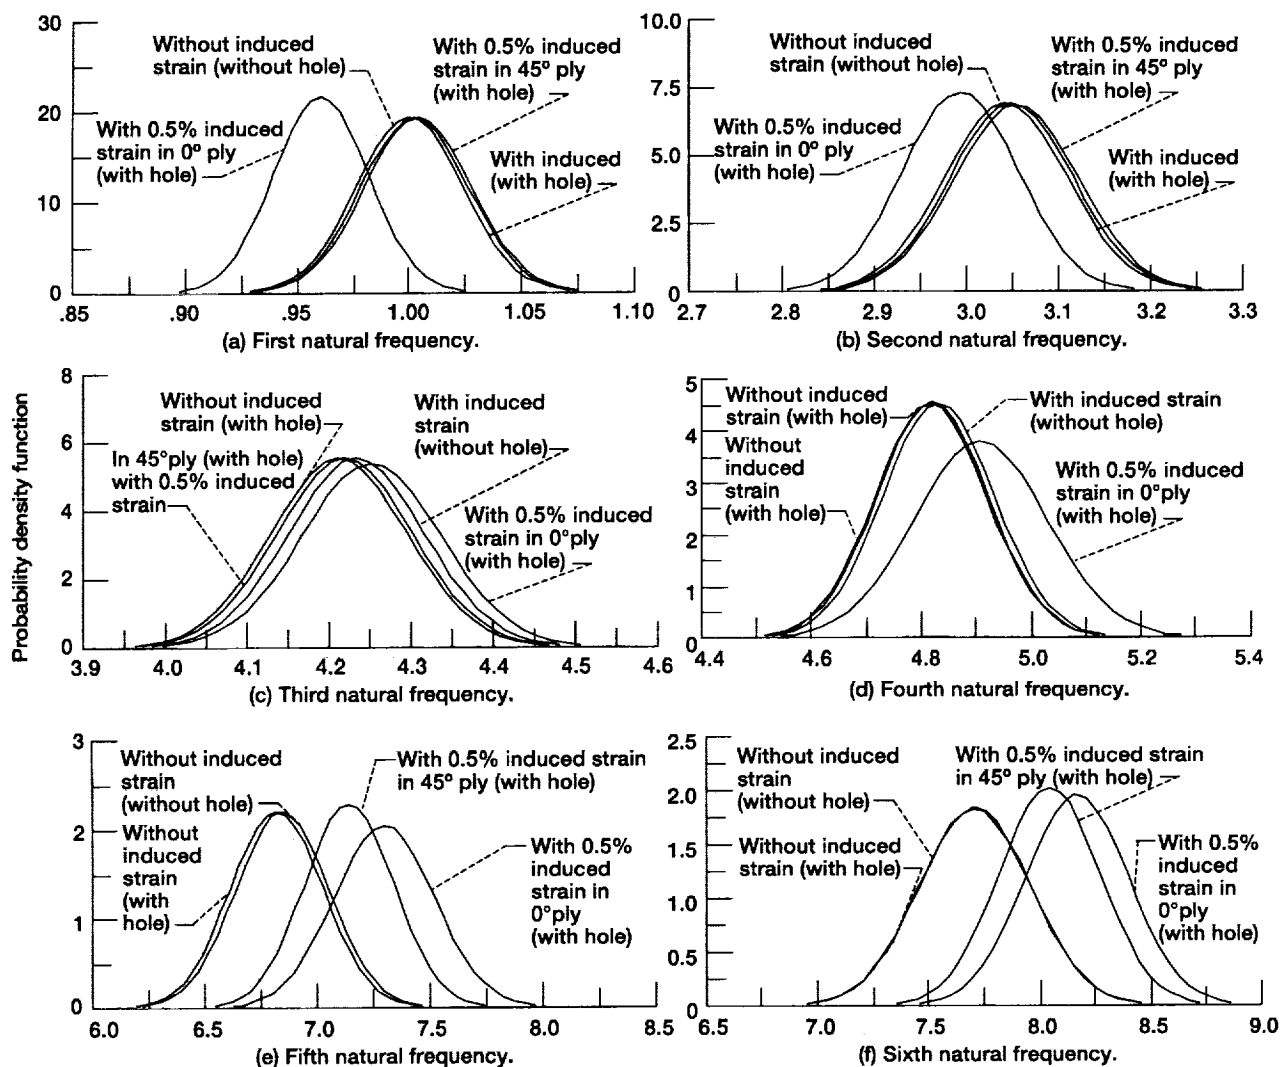 Probability density function
30
20
10
0
Without induced
strain (without hole)
With 0.5% induced
strain in 45° ply
(with hole)
With 0.5% induced
strain in 0° ply
(with hole)
With induced
(with hole)
.85 .90 .95 1.00 1.05 1.10
(a) First natural frequency.
10.0
7.5
5.0
2.5
0
Without induced
strain (without hole)
With 0.5% induced
strain in 45° ply
(with hole)
With 0.5% induced
strain in 0° ply
(with hole)
With induced
(with hole)
2.7 2.8 2.9 3.0 3.1 3.2 3.3
(b) Second natural frequency.
8
6
4
2
0
Without induced
strain (with hole)
With induced
strain
(without hole)
In 45°ply (with hole)
with 0.5% induced
strain
With 0.5% induced
strain in 0°ply
(with hole)
3.9 4.0 4.1 4.2 4.3 4.4 4.5 4.6
(c) Third natural frequency.
5
4
3
2
1
0
Without induced
strain (with hole)
With induced strain
(without hole)
Without
induced
strain
(with hole)
With 0.5% induced
strain in 0°ply
(with hole)
4.4 4.6 4.8 5.0 5.2 5.4
(d) Fourth natural frequency.
3
2
1
0
Without induced
strain
(without hole)
With 0.5% induced strain
in 45° ply (with hole)
Without
induced
strain
(with
hole)
With 0.5%
induced
strain in
0°ply
(with hole)
6.0 6.5 7.0 7.5 8.0 8.5
(e) Fifth natural frequency.
2.5
2.0
1.5
1.0
0.5
0
Without induced
strain
(without hole)
With 0.5% induced strain
in 45° ply (with hole)
Without induced
strain (with hole)
With 0.5%
induced
strain in
0°ply
(with hole)
6.5 7.0 7.5 8.0 8.5 9.0
(f) Sixth natural frequency.